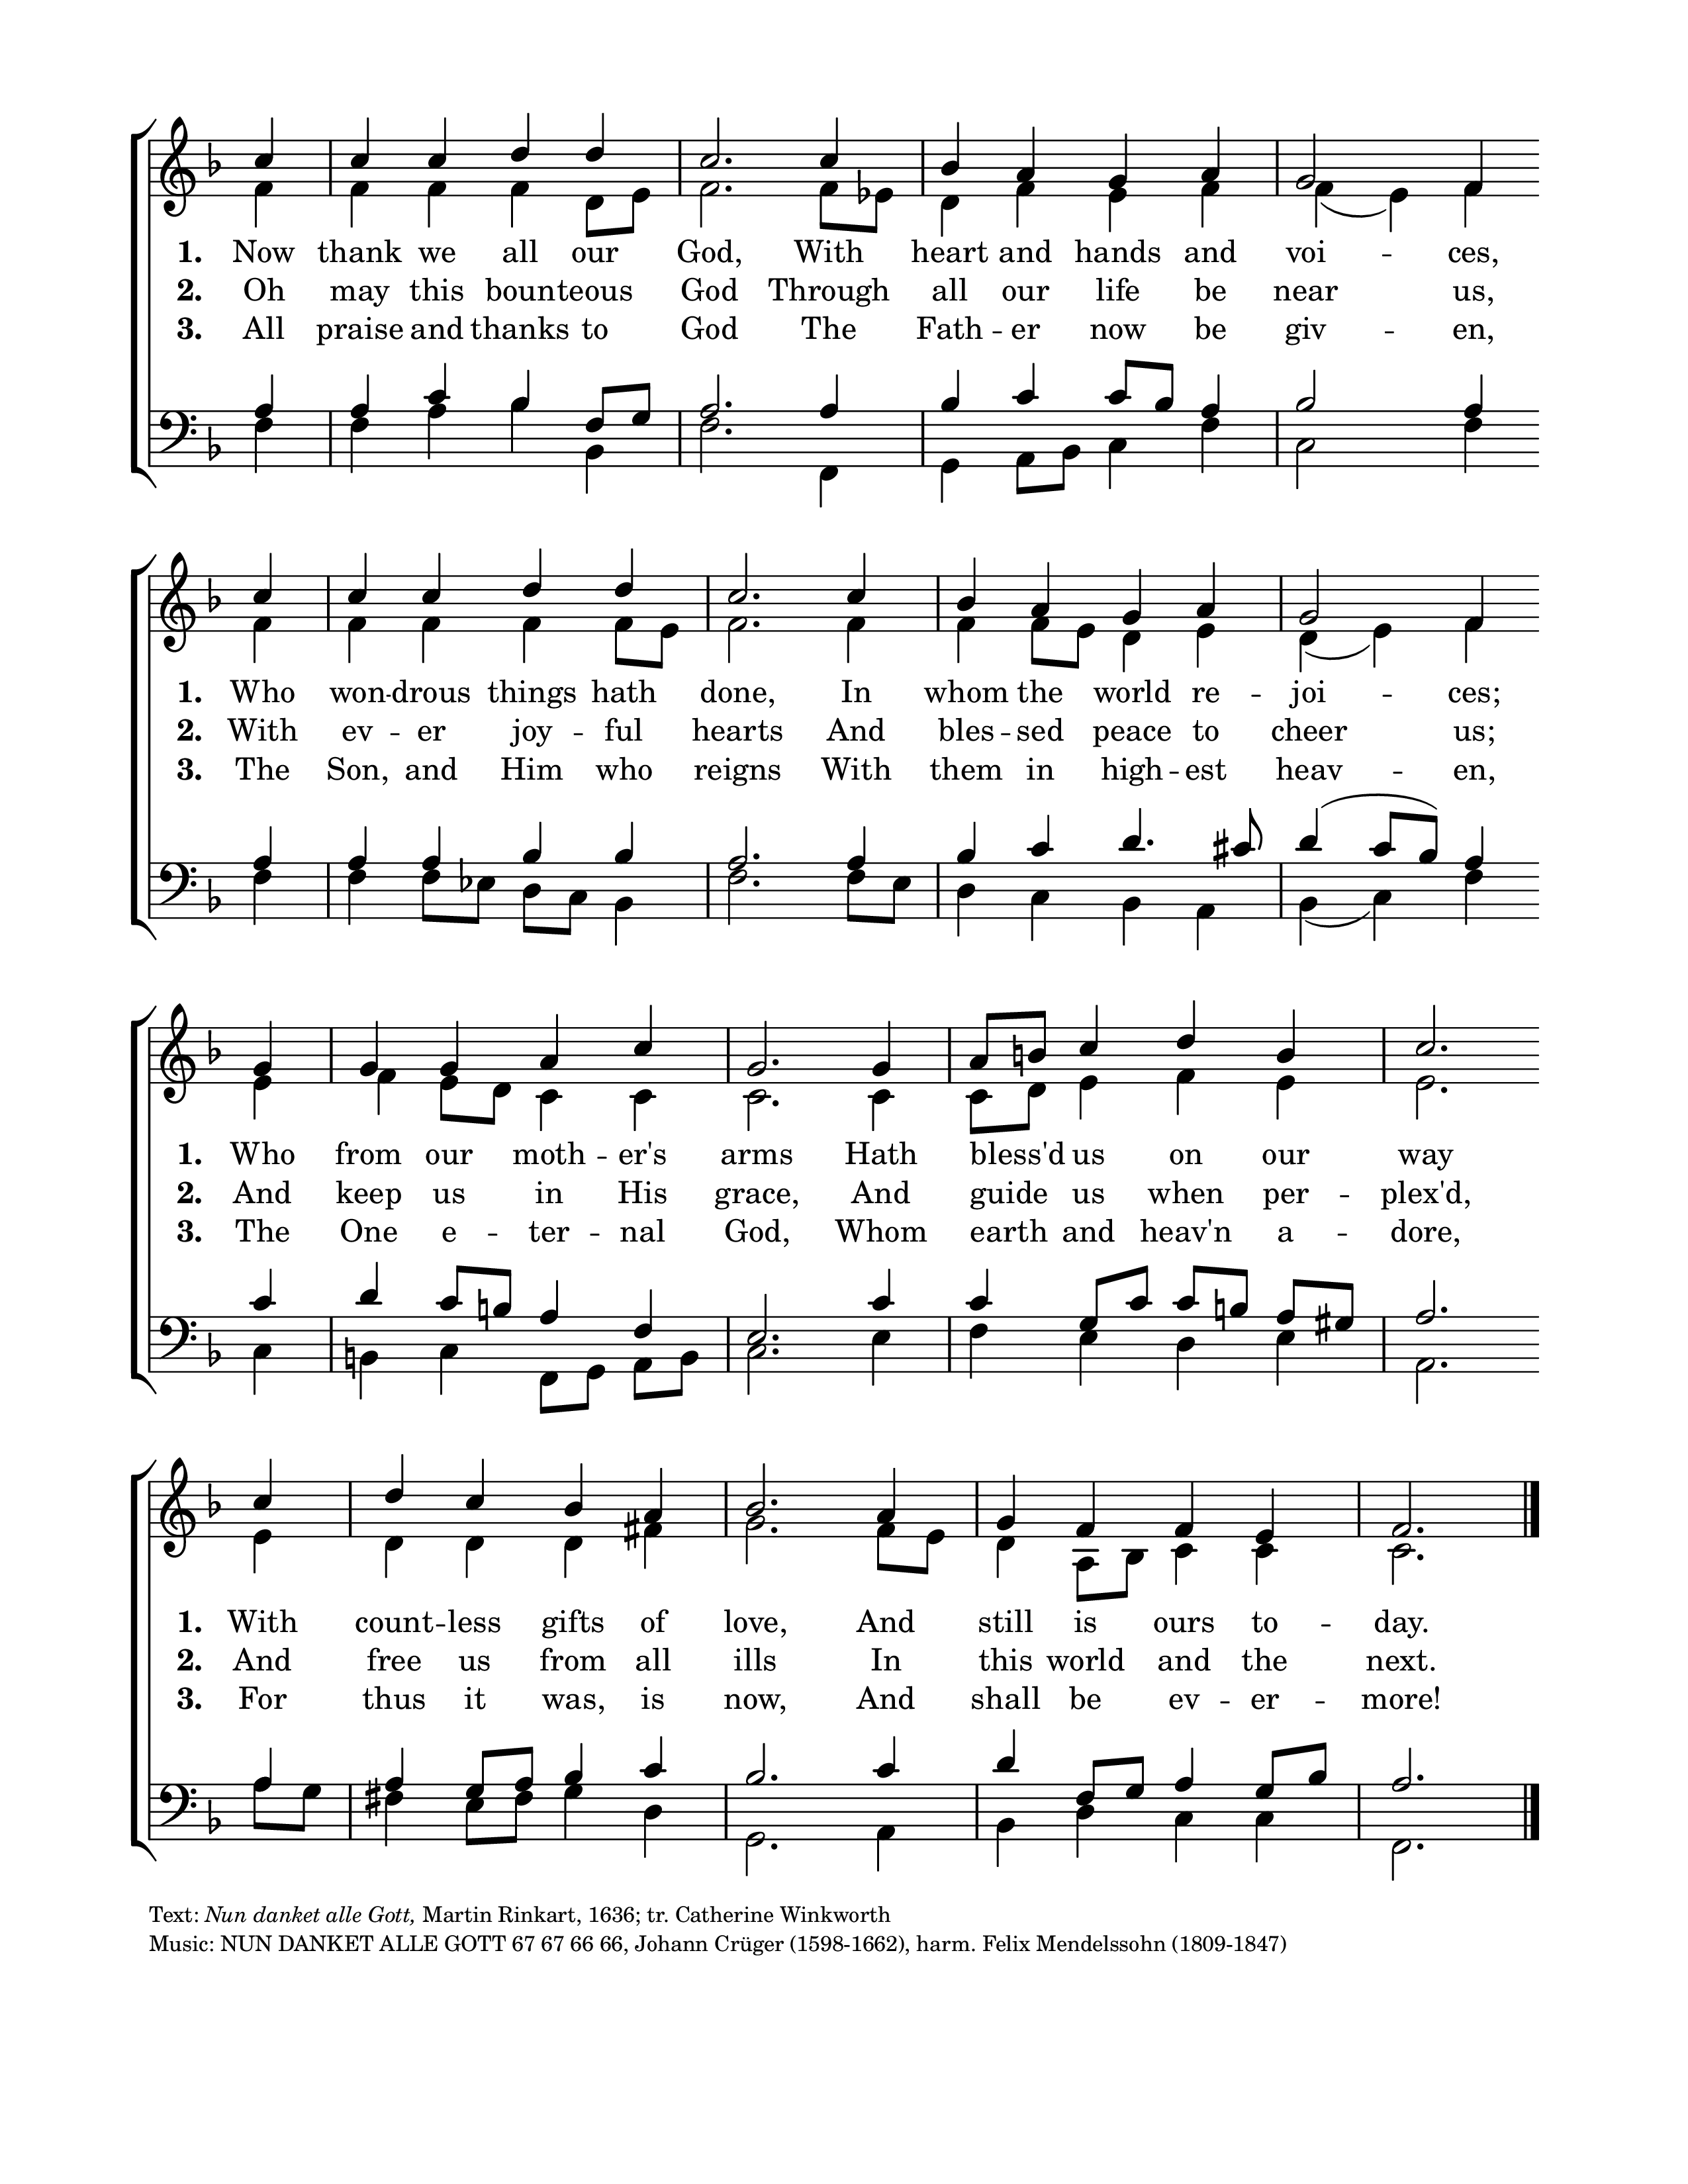 1. Now thank we all our God, With heart and hands and voi -- ces,
2. Oh may this bounteous God Through all our life be near us,
3. All praise and thanks to God The Fath -- er now be giv -- en,
1. Who won -- drous things hath done, In whom the world re -- joi -- ces;
2. With ev -- er joy -- ful hearts And bles -- sed peace to cheer us;
3. The Son, and Him who reigns With them in high -- est heav -- en,
1. Who from our moth -- er's arms Hath bless'd us on our way
2. And keep us in His grace, And guide us when per -- plex'd,
3. The One e -- ter -- nal God, Whom earth and heav'n a -- dore,
1. With count -- less gifts of love, And still is ours to -- day.
2. And free us from all ills In this world and the next.
3. For thus it was, is now, And shall be ev -- er -- more!
Text: Nun danket alle Gott, Martin Rinkart, 1636; tr. Catherine Winkworth
Music: NUN DANKET ALLE GOTT 67 67 66 66, Johann Crüger (1598-1662), harm. Felix Mendelssohn (1809-1847)